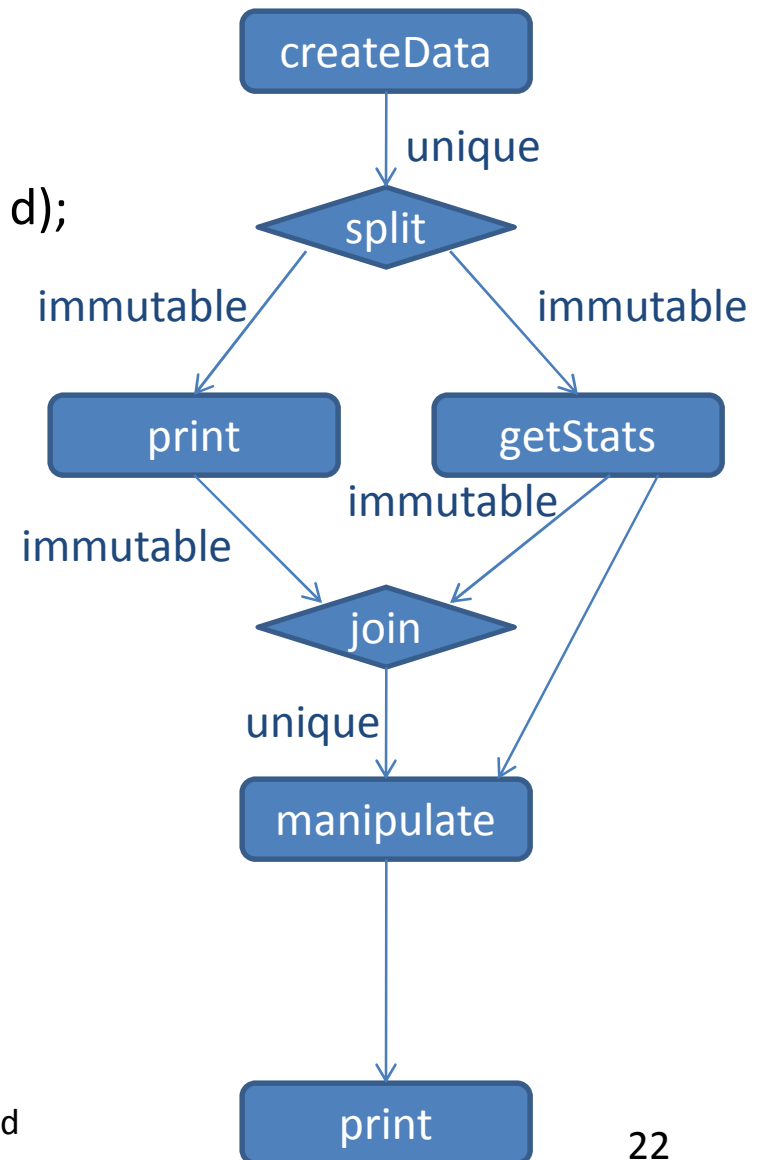 createData
unique
d);
split
immutable
immutable
print
getStats
immutable
immutable
join
unique
manipulate
print
d
22